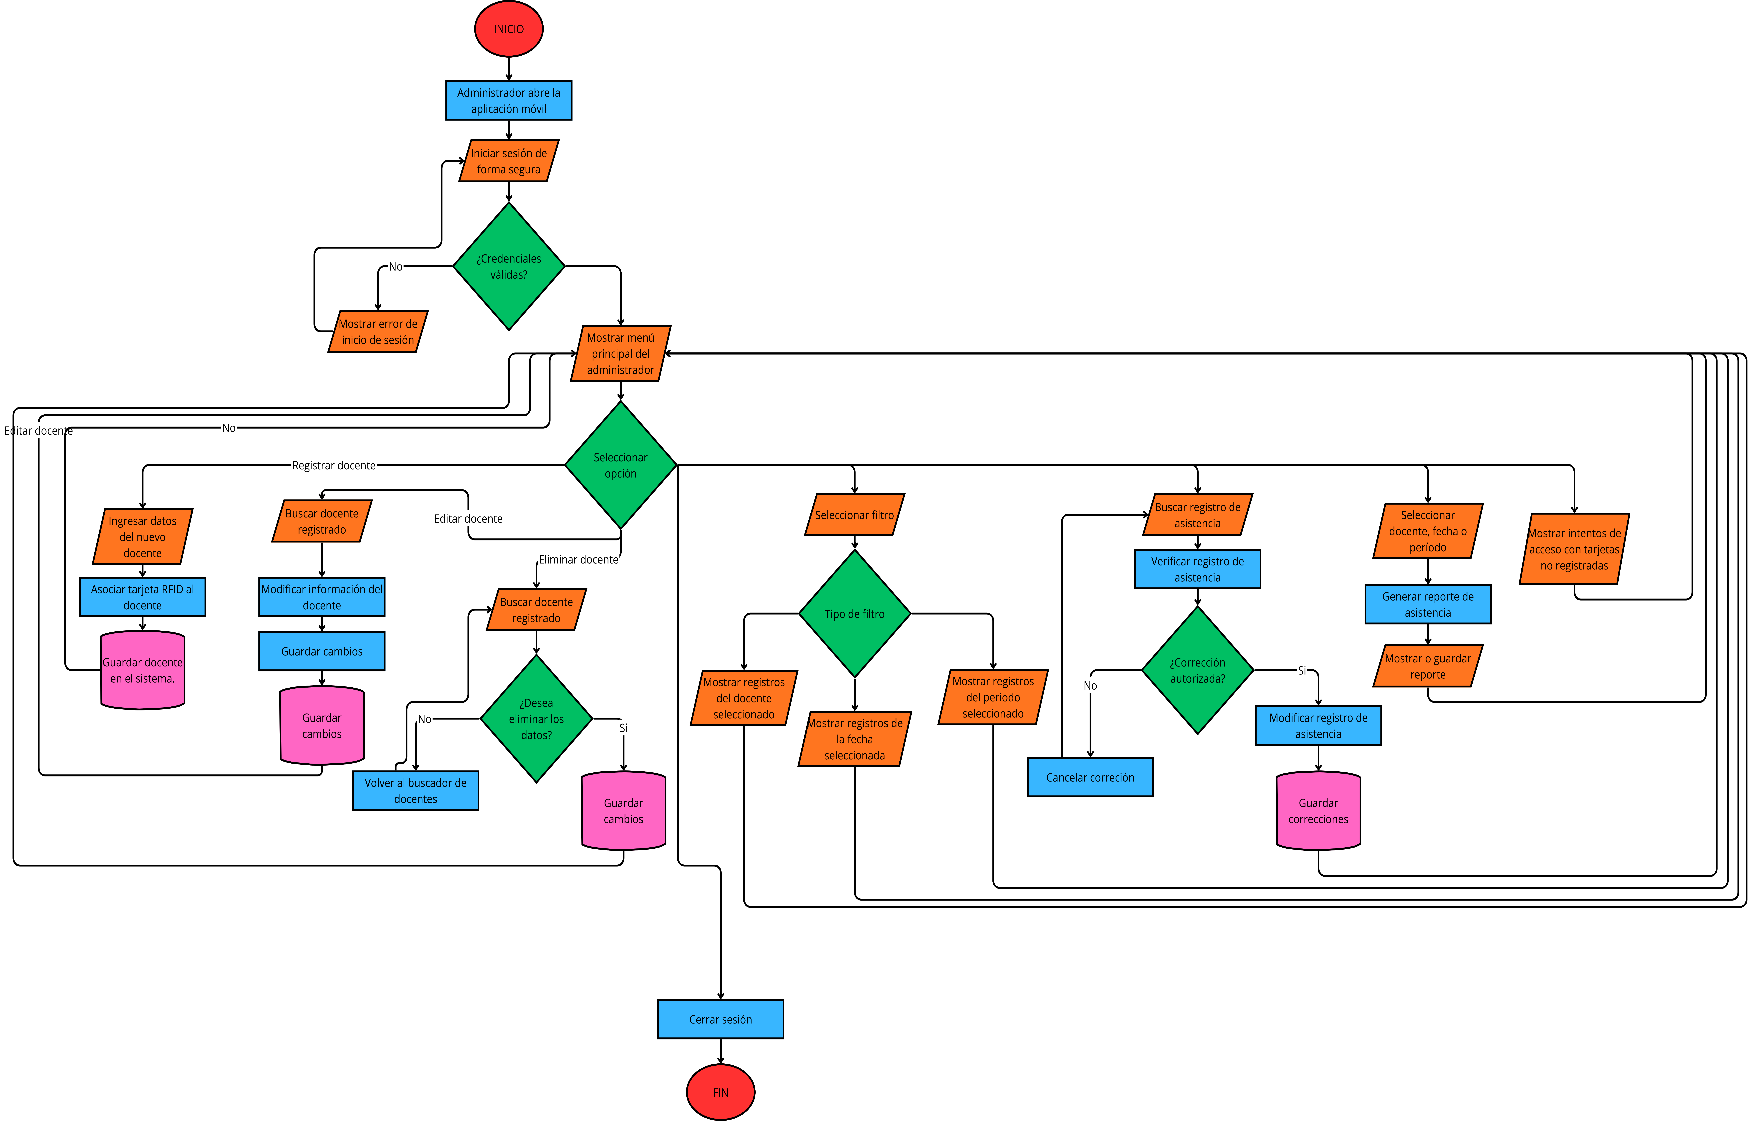 INICIO
Administrador abre la
aplicación móvil
Iniciar sesión de
forma segura
¿Credenciales
válidas?
No
Mostrar error de
inicio de sesión
Mostrar menú
principal del
administrador
Editar docente
No
Seleccionar
opción
Registrar docente
Ingresar datos
del nuevo
docente
Asociar tarjeta RFID al
docente
Guardar docente
en el sistema.
Buscar docente
registrado
Editar docente
Modificar información del
docente
Guardar cambios
Guardar
cambios
Eliminar docente
Buscar docente
registrado
¿Desea
e iminar los
datos?
No
Si
Volver al buscador de
docentes
Guardar
cambios
Seleccionar filtro
Tipo de filtro
Mostrar registros
del docente
seleccionado
Mostrar registros de
la fecha
seleccionada
Mostrar registros
del período
seleccionado
Buscar registro de
asistencia
Verificar registro de
asistencia
¿Corrección
autorizada?
No
Si
Cancelar correción
Modificar registro de
asistencia
Guardar
correcciones
Seleccionar
docente, fecha o
período
Generar reporte de
asistencia
Mostrar o guardar
reporte
Mostrar intentos de
acceso con tarjetas
no registradas
Cerrar sesión
FIN